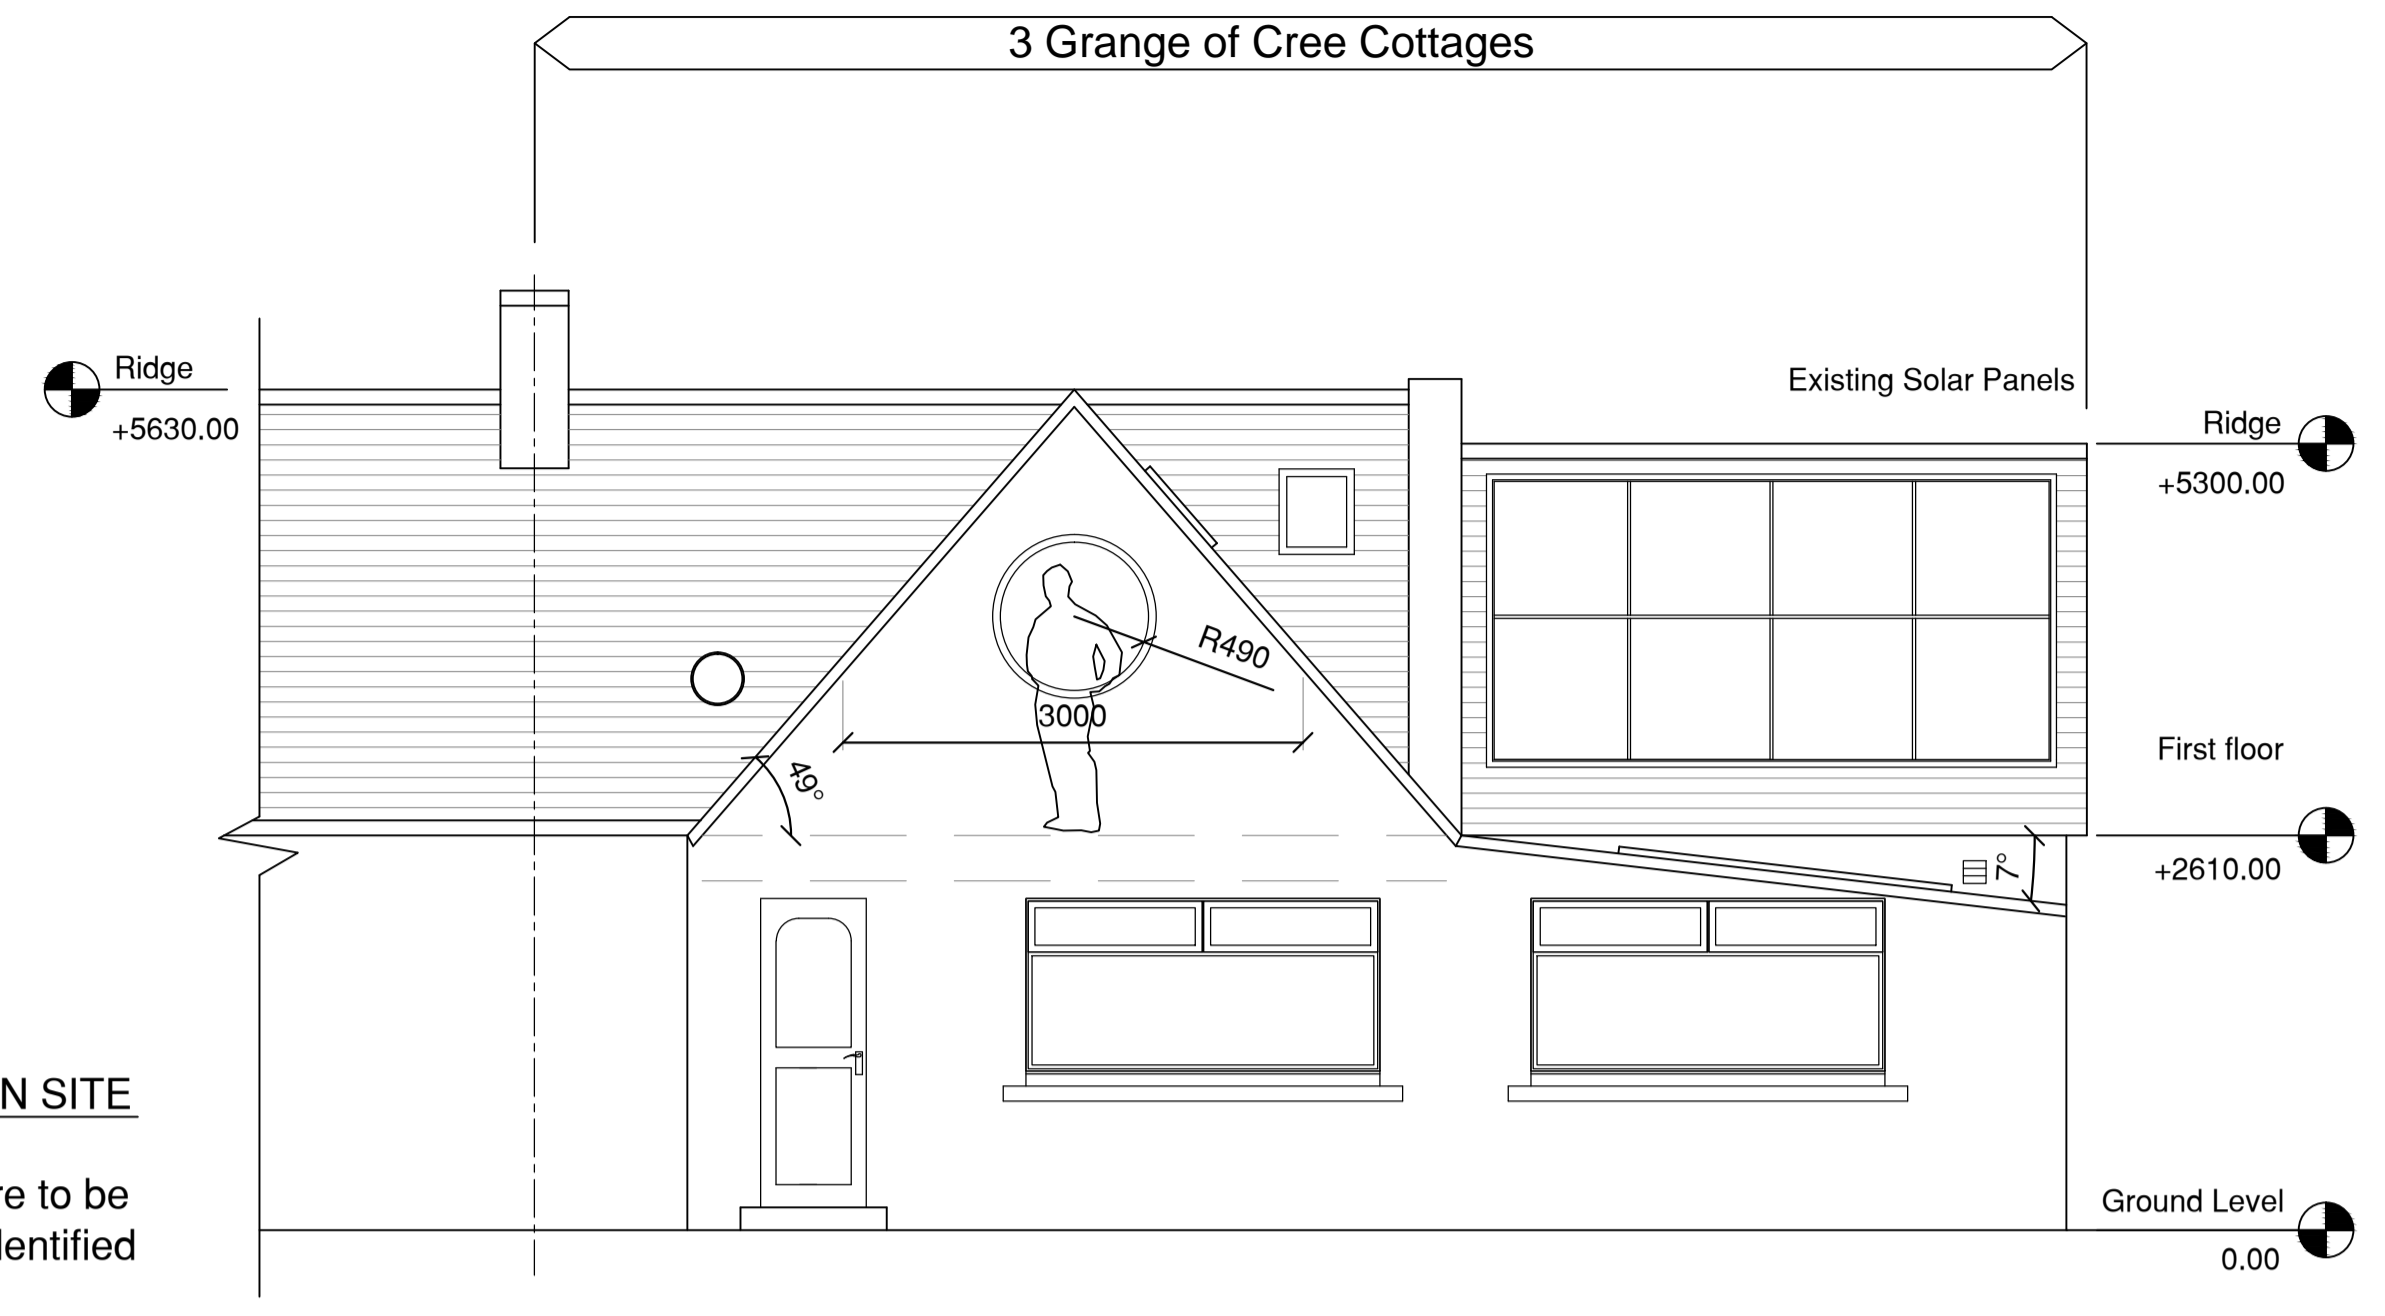 3 Grange of Cree Cottages
Ridge
+5630.00
Existing Solar Panels
Ridge
+5300.00
R490
3000
49°
First floor
+2610.00
7°
N SITE
re to be
dentified
Ground Level
0.00